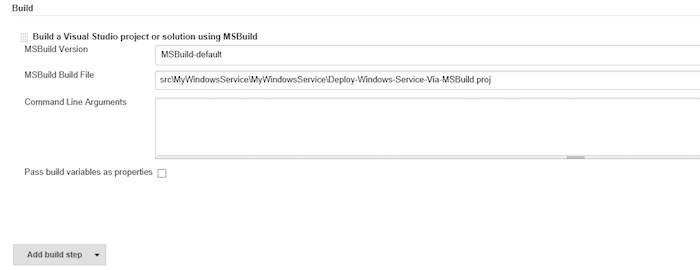 Build
Build a Visual Studio project or solution using MSBuild
MSBuild Version
MSBuild-default
MSBuild Build File
src\MyWindowsService\MyWindowsService\Deploy-Windows-Service-Via-MSBuild.proj
Command Line Arguments
Pass build variables as properties
Add build step